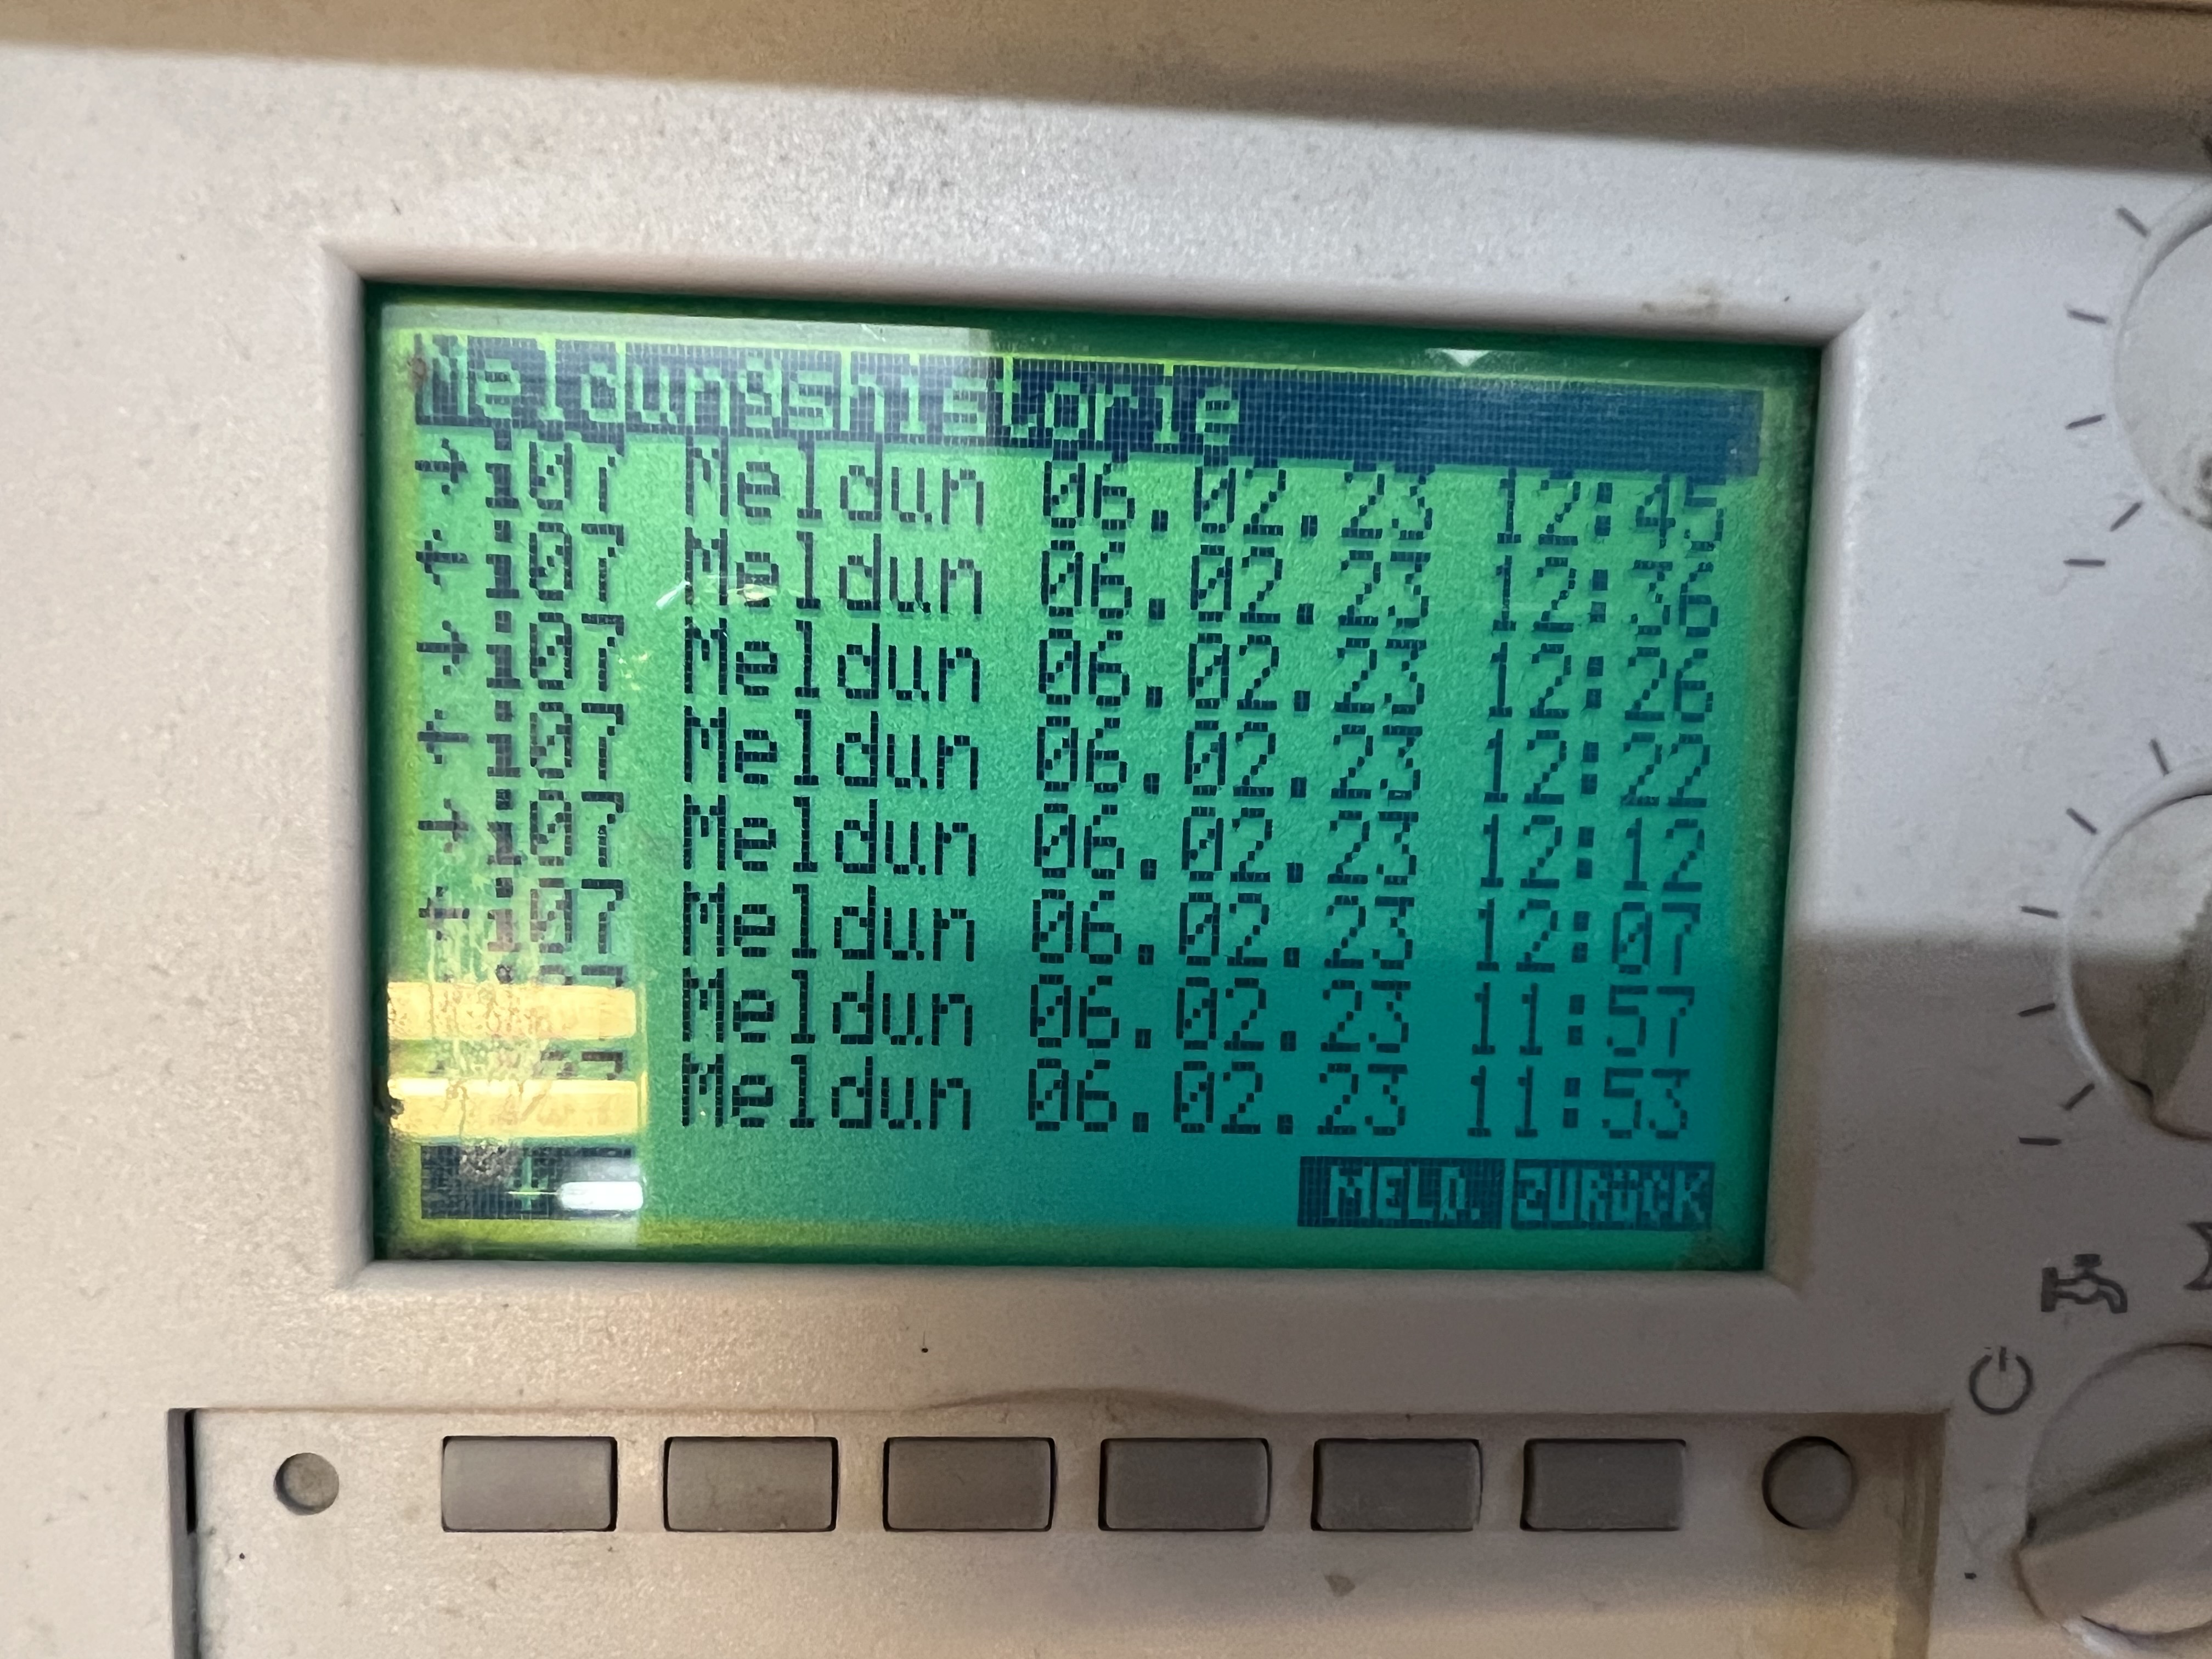 Meldungshistorie
→ i07 Meldun 06.02.23 12:45
← i07 Meldun 06.02.23 12:36
→ i07 Meldun 06.02.23 12:26
← i07 Meldun 06.02.23 12:22
→ i07 Meldun 06.02.23 12:12
← i07 Meldun 06.02.23 12:07
Meldun 06.02.23 11:57
Meldun 06.02.23 11:53
MELD. ZURÜCK